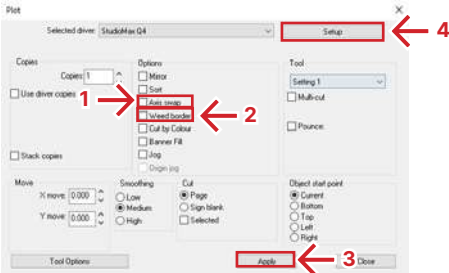 Plot
Selected driver: StudioMax Q4
Setup
4
Copies
Copies: 1
Use driver copies
Stack copies
Options
Mirror
Sort
1
Axis swap
Weed border
2
Cut by Colour
Banner Fill
Jog
Origin jog
Tool
Setting 1
Multi-cut
Pounce.
Move
X move: 0.000
Y move: 0.000
Smoothing
Low
Medium
High
Cut
Page
Sign blank.
Selected
Object start point
Current
Bottom
Top
Left
Right
Tool Options
Apply
3
Close